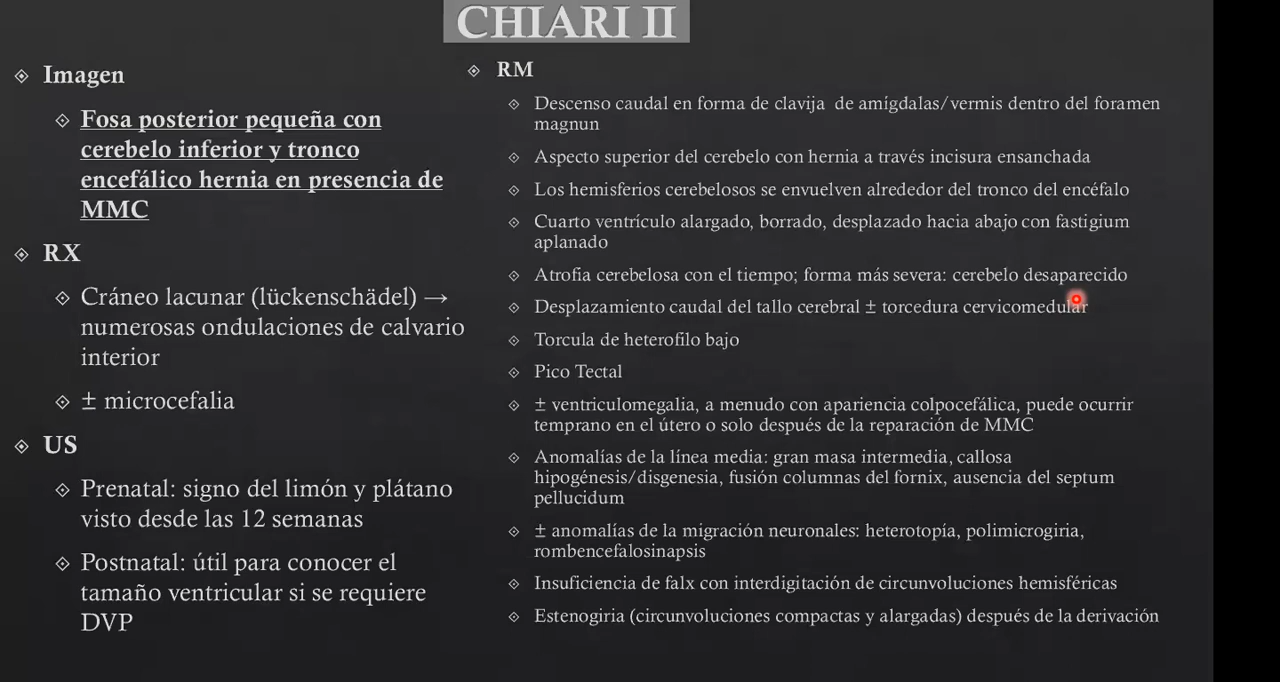 CHIARI II
Imagen
Fosa posterior pequeña con
cerebelo inferior y tronco
encefálico hernia en presencia de
MMC
RX
Cráneo lacunar (lückenschädel) →
numerosas ondulaciones de calvario
interior
± microcefalia
US
Prenatal: signo del limón y plátano
visto desde las 12 semanas
Postnatal: útil para conocer el
tamaño ventricular si se requiere
DVP
RM
Descenso caudal en forma de clavija de amígdalas/vermis dentro del foramen
magnun
Aspecto superior del cerebelo con hernia a través incisura ensanchada
Los hemisferios cerebelosos se envuelven alrededor del tronco del encéfalo
Cuarto ventrículo alargado, borrado, desplazado hacia abajo con fastigium
aplanado
Atrofia cerebelosa con el tiempo; forma más severa: cerebelo desaparecido
Desplazamiento caudal del tallo cerebral ± torcedura cervicomedular
Torcula de heterofilo bajo
Pico Tectal
± ventriculomegalia, a menudo con apariencia colpocefálica, puede ocurrir
temprano en el útero o solo después de la reparación de MMC
Anomalías de la línea media: gran masa intermedia, callosa
hipogénesis/disgenesia, fusión columnas del fornix, ausencia del septum
pellucidum
± anomalías de la migración neuronales: heterotopía, polimicrogiria,
rombencefalosinapsis
Insuficiencia de falx con interdigitación de circunvoluciones hemisféricas
Estenogiria (circunvoluciones compactas y alargadas) después de la derivación